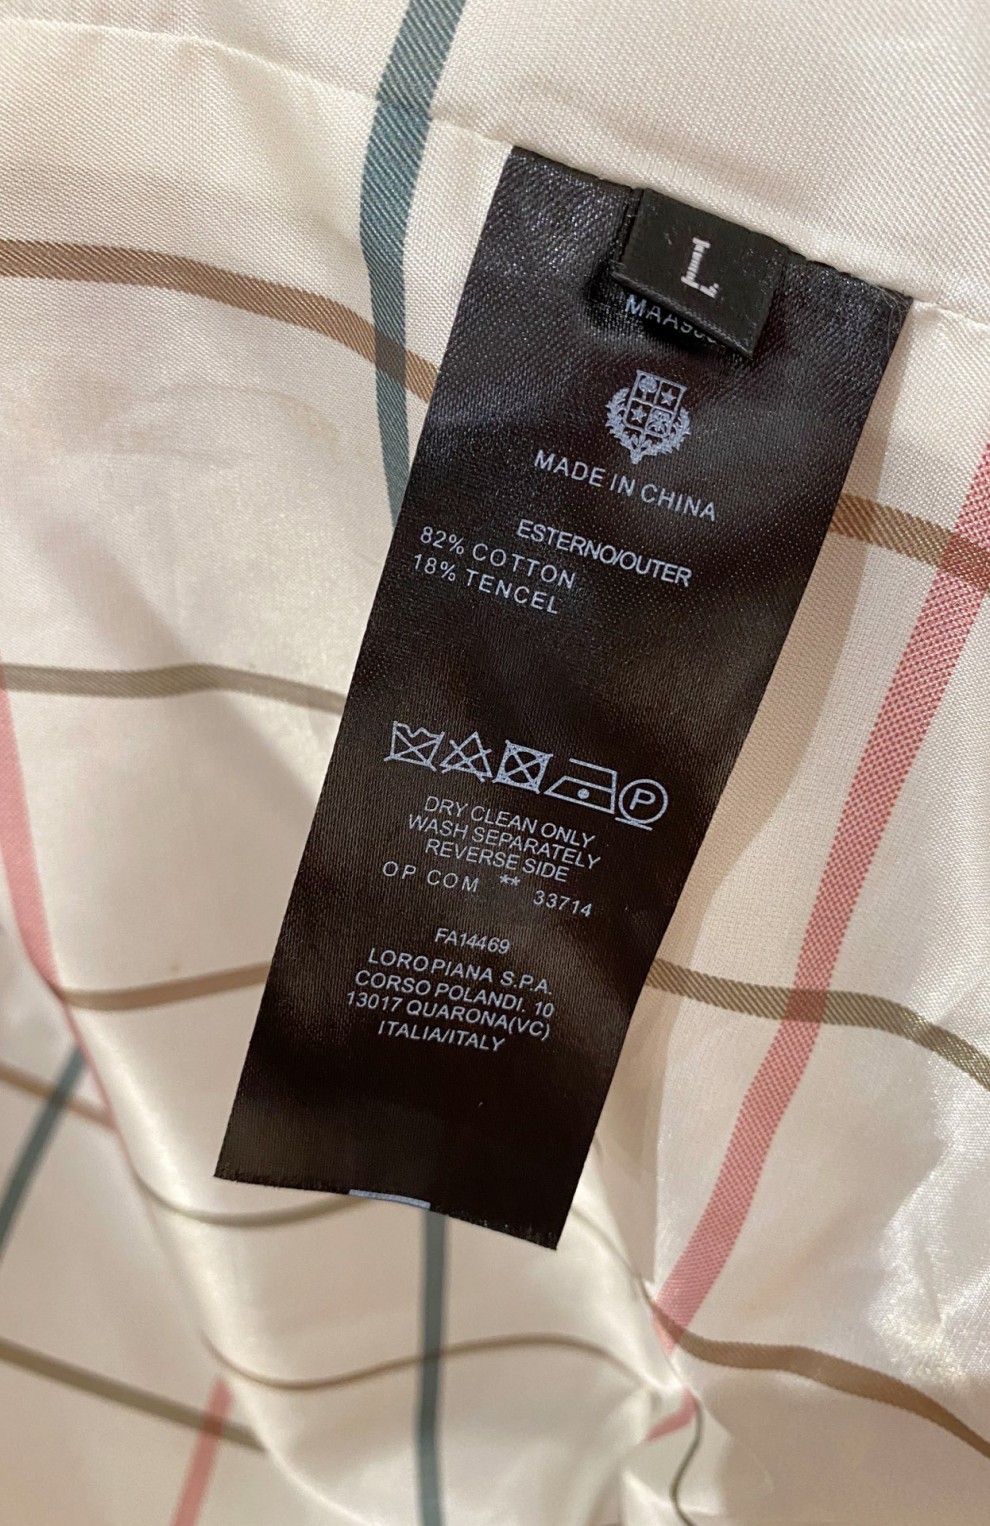 L
MADE IN CHINA
ESTERNO/OUTER
82% COTTON
18% TENCEL
P
DRY CLEAN ONLY
WASH SEPARATELY
REVERSE SIDE
OP COM ** 33714
FA14469
LORO PIANA S.P.A.
CORSO POLANDI. 10
13017 QUARONA(VC)
ITALIA/ITALY